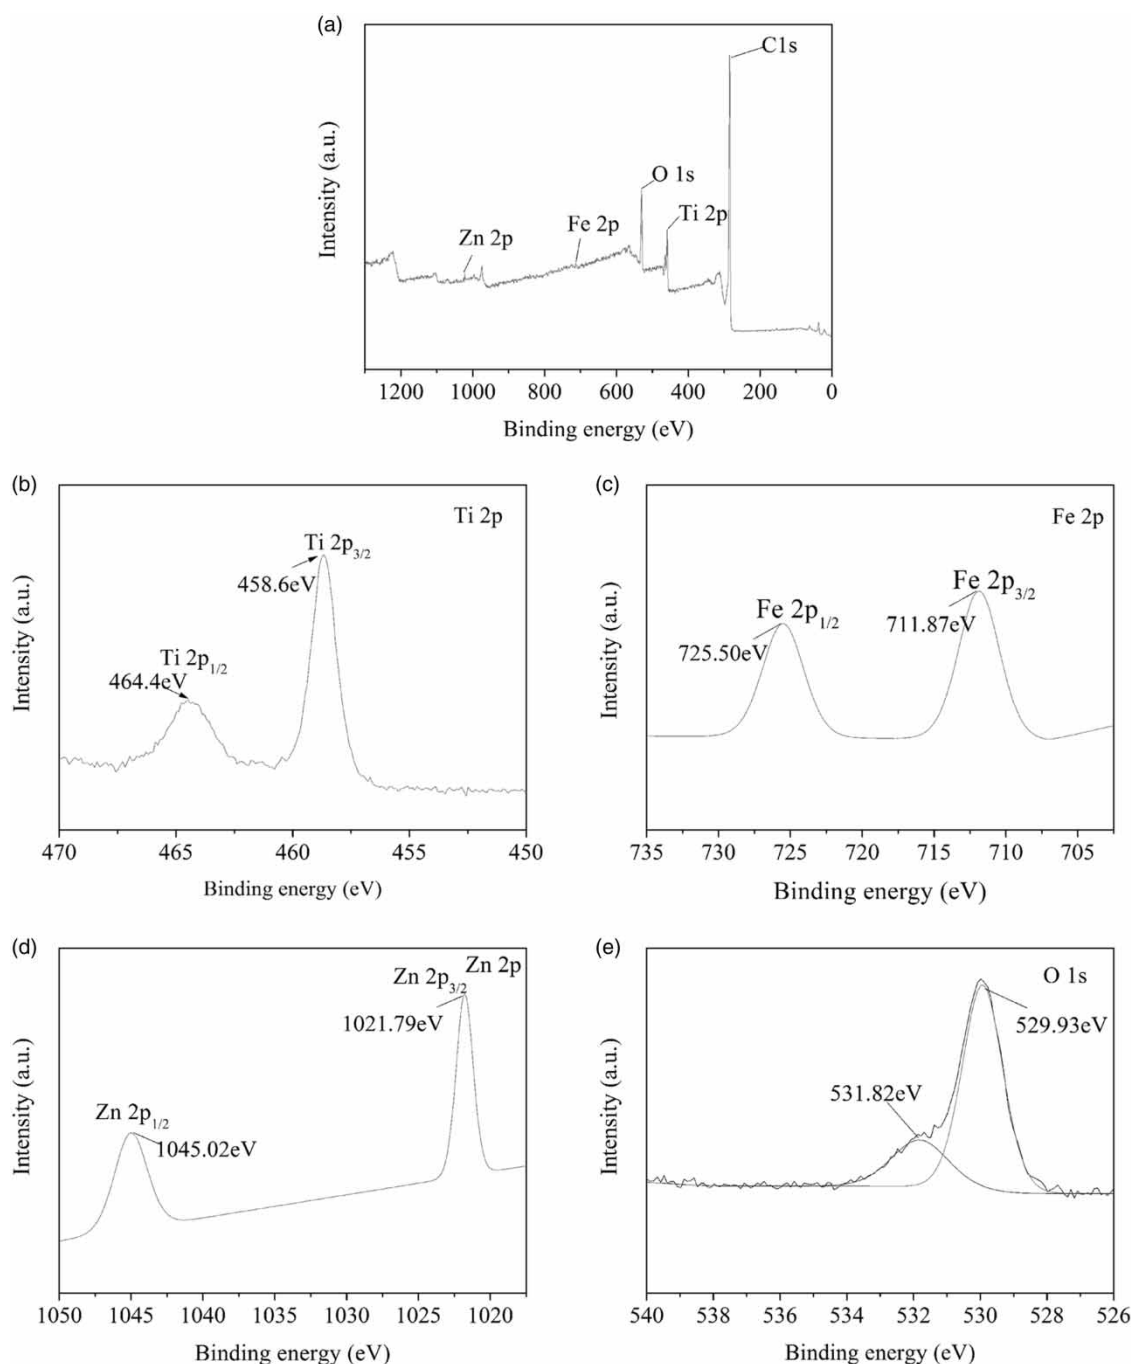 (a)
C1s
O 1s
Ti 2p
Fe 2p
Zn 2p
Intensity (a.u.)
1200 1000 800 600 400 200 0
Binding energy (eV)
(b)
Ti 2p
Ti 2p3/2
458.6eV
Ti 2p1/2
464.4eV
Intensity (a.u.)
470 465 460 455 450
Binding energy (eV)
(c)
Fe 2p
Fe 2p3/2
711.87eV
Fe 2p1/2
725.50eV
Intensity (a.u.)
735 730 725 720 715 710 705
Binding energy (eV)
(d)
Zn 2p
Zn 2p3/2
1021.79eV
Zn 2p1/2
1045.02eV
Intensity (a.u.)
1050 1045 1040 1035 1030 1025 1020
Binding energy (eV)
(e)
O 1s
529.93eV
531.82eV
Intensity (a.u.)
540 538 536 534 532 530 528 526
Binding energy (eV)